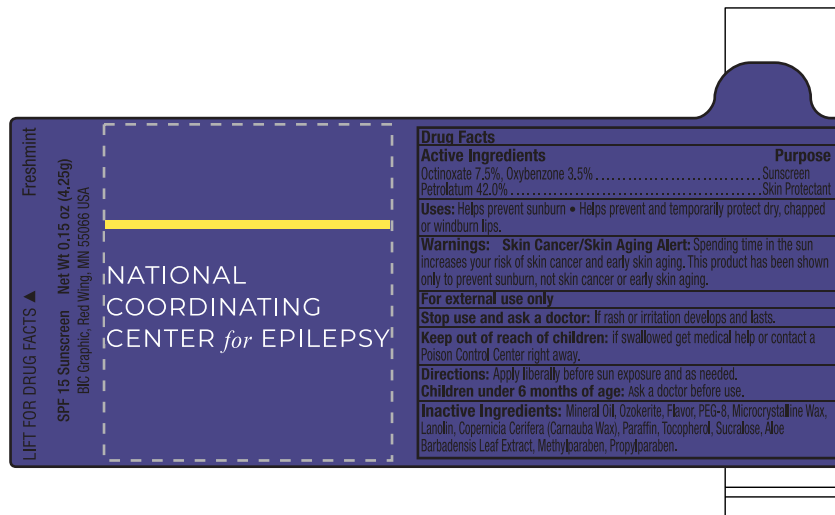 LIFT FOR DRUG FACTS ▲ Freshmint
SPF 15 Sunscreen Net Wt 0.15 oz (4.25g)
BIC Graphic, Red Wing, MN 55066 USA
NATIONAL
COORDINATING
CENTER for EPILEPSY
Drug Facts
Active Ingredients Purpose
Octinoxate 7.5%, Oxybenzone 3.5% Sunscreen
Petrolatum 42.0% Skin Protectant
Uses: Helps prevent sunburn • Helps prevent and temporarily protect dry, chapped
or windburn lips.
Warnings: Skin Cancer/Skin Aging Alert: Spending time in the sun
increases your risk of skin cancer and early skin aging. This product has been shown
only to prevent sunburn, not skin cancer or early skin aging.
For external use only
Stop use and ask a doctor: If rash or irritation develops and lasts.
Keep out of reach of children: if swallowed get medical help or contact a
Poison Control Center right away.
Directions: Apply liberally before sun exposure and as needed.
Children under 6 months of age: Ask a doctor before use.
Inactive Ingredients: Mineral Oil, Ozokerite, Flavor, PEG-8, Microcrystalline Wax,
Lanolin, Copernicia Cerifera (Carnauba Wax), Paraffin, Tocopherol, Sucralose, Aloe
Barbadensis Leaf Extract, Methylparaben, Propylparaben.